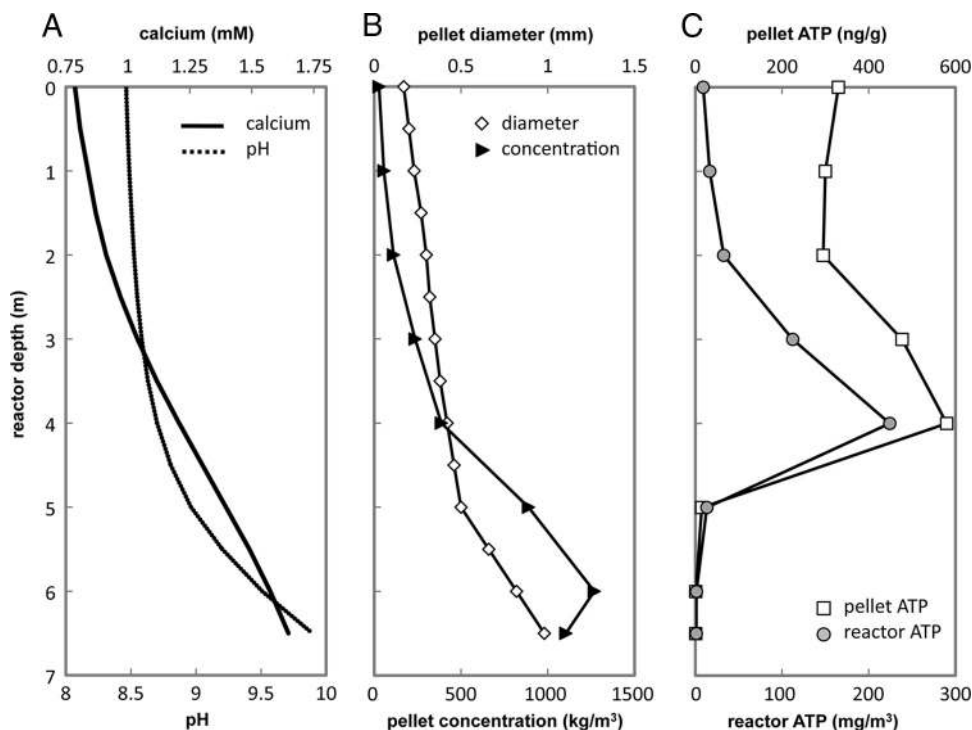 A
calcium (mM)
0.75 1 1.25 1.5 1.75
0
1
2
3
4
5
6
7
reactor depth (m)
calcium
pH
8 8.5 9 9.5 10
pH
B
pellet diameter (mm)
0 0.5 1 1.5
diameter
concentration
0 500 1000 1500
pellet concentration (kg/m³)
C
pellet ATP (ng/g)
0 200 400 600
pellet ATP
reactor ATP
0 100 200 300
reactor ATP (mg/m³)